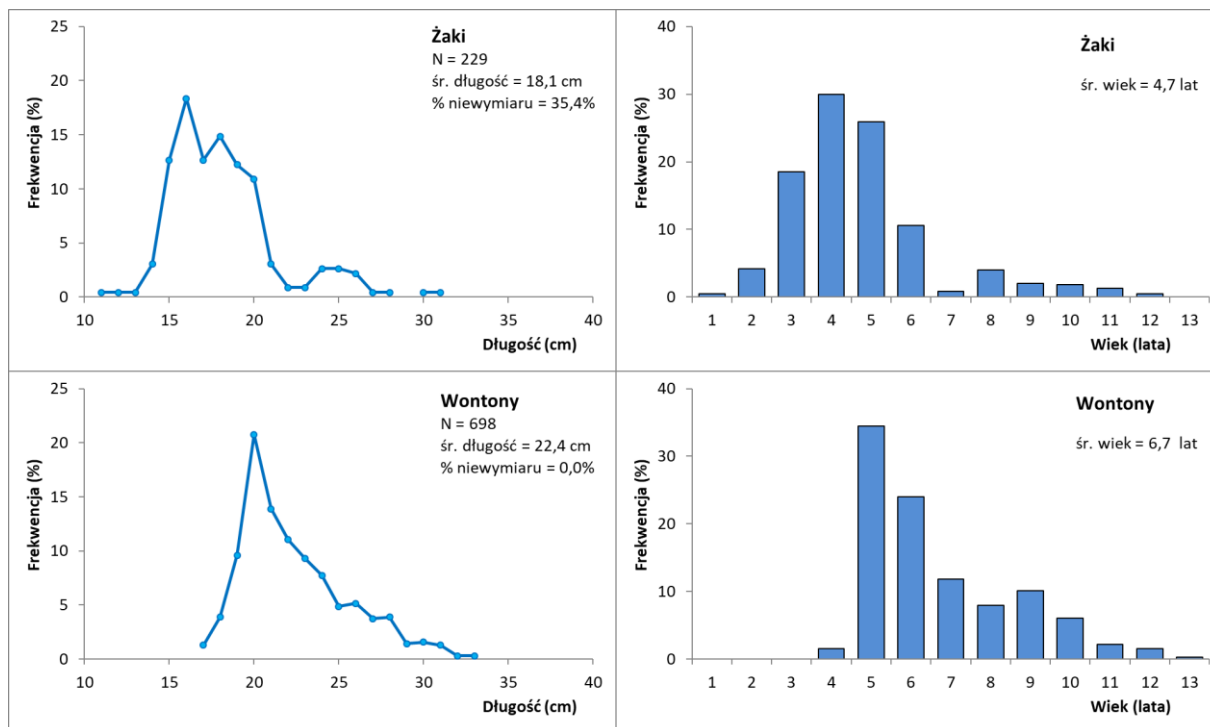 Żaki
N = 229
śr. długość = 18,1 cm
% niewymiaru = 35,4%
Frekwencja (%)
25
20
15
10
5
0
10 15 20 25 30 35 40
Długość (cm)
Żaki
śr. wiek = 4,7 lat
Frekwencja (%)
40
30
20
10
0
1 2 3 4 5 6 7 8 9 10 11 12 13
Wiek (lata)
Wontony
N = 698
śr. długość = 22,4 cm
% niewymiaru = 0,0%
Frekwencja (%)
25
20
15
10
5
0
10 15 20 25 30 35 40
Długość (cm)
Wontony
śr. wiek = 6,7 lat
Frekwencja (%)
40
30
20
10
0
1 2 3 4 5 6 7 8 9 10 11 12 13
Wiek (lata)